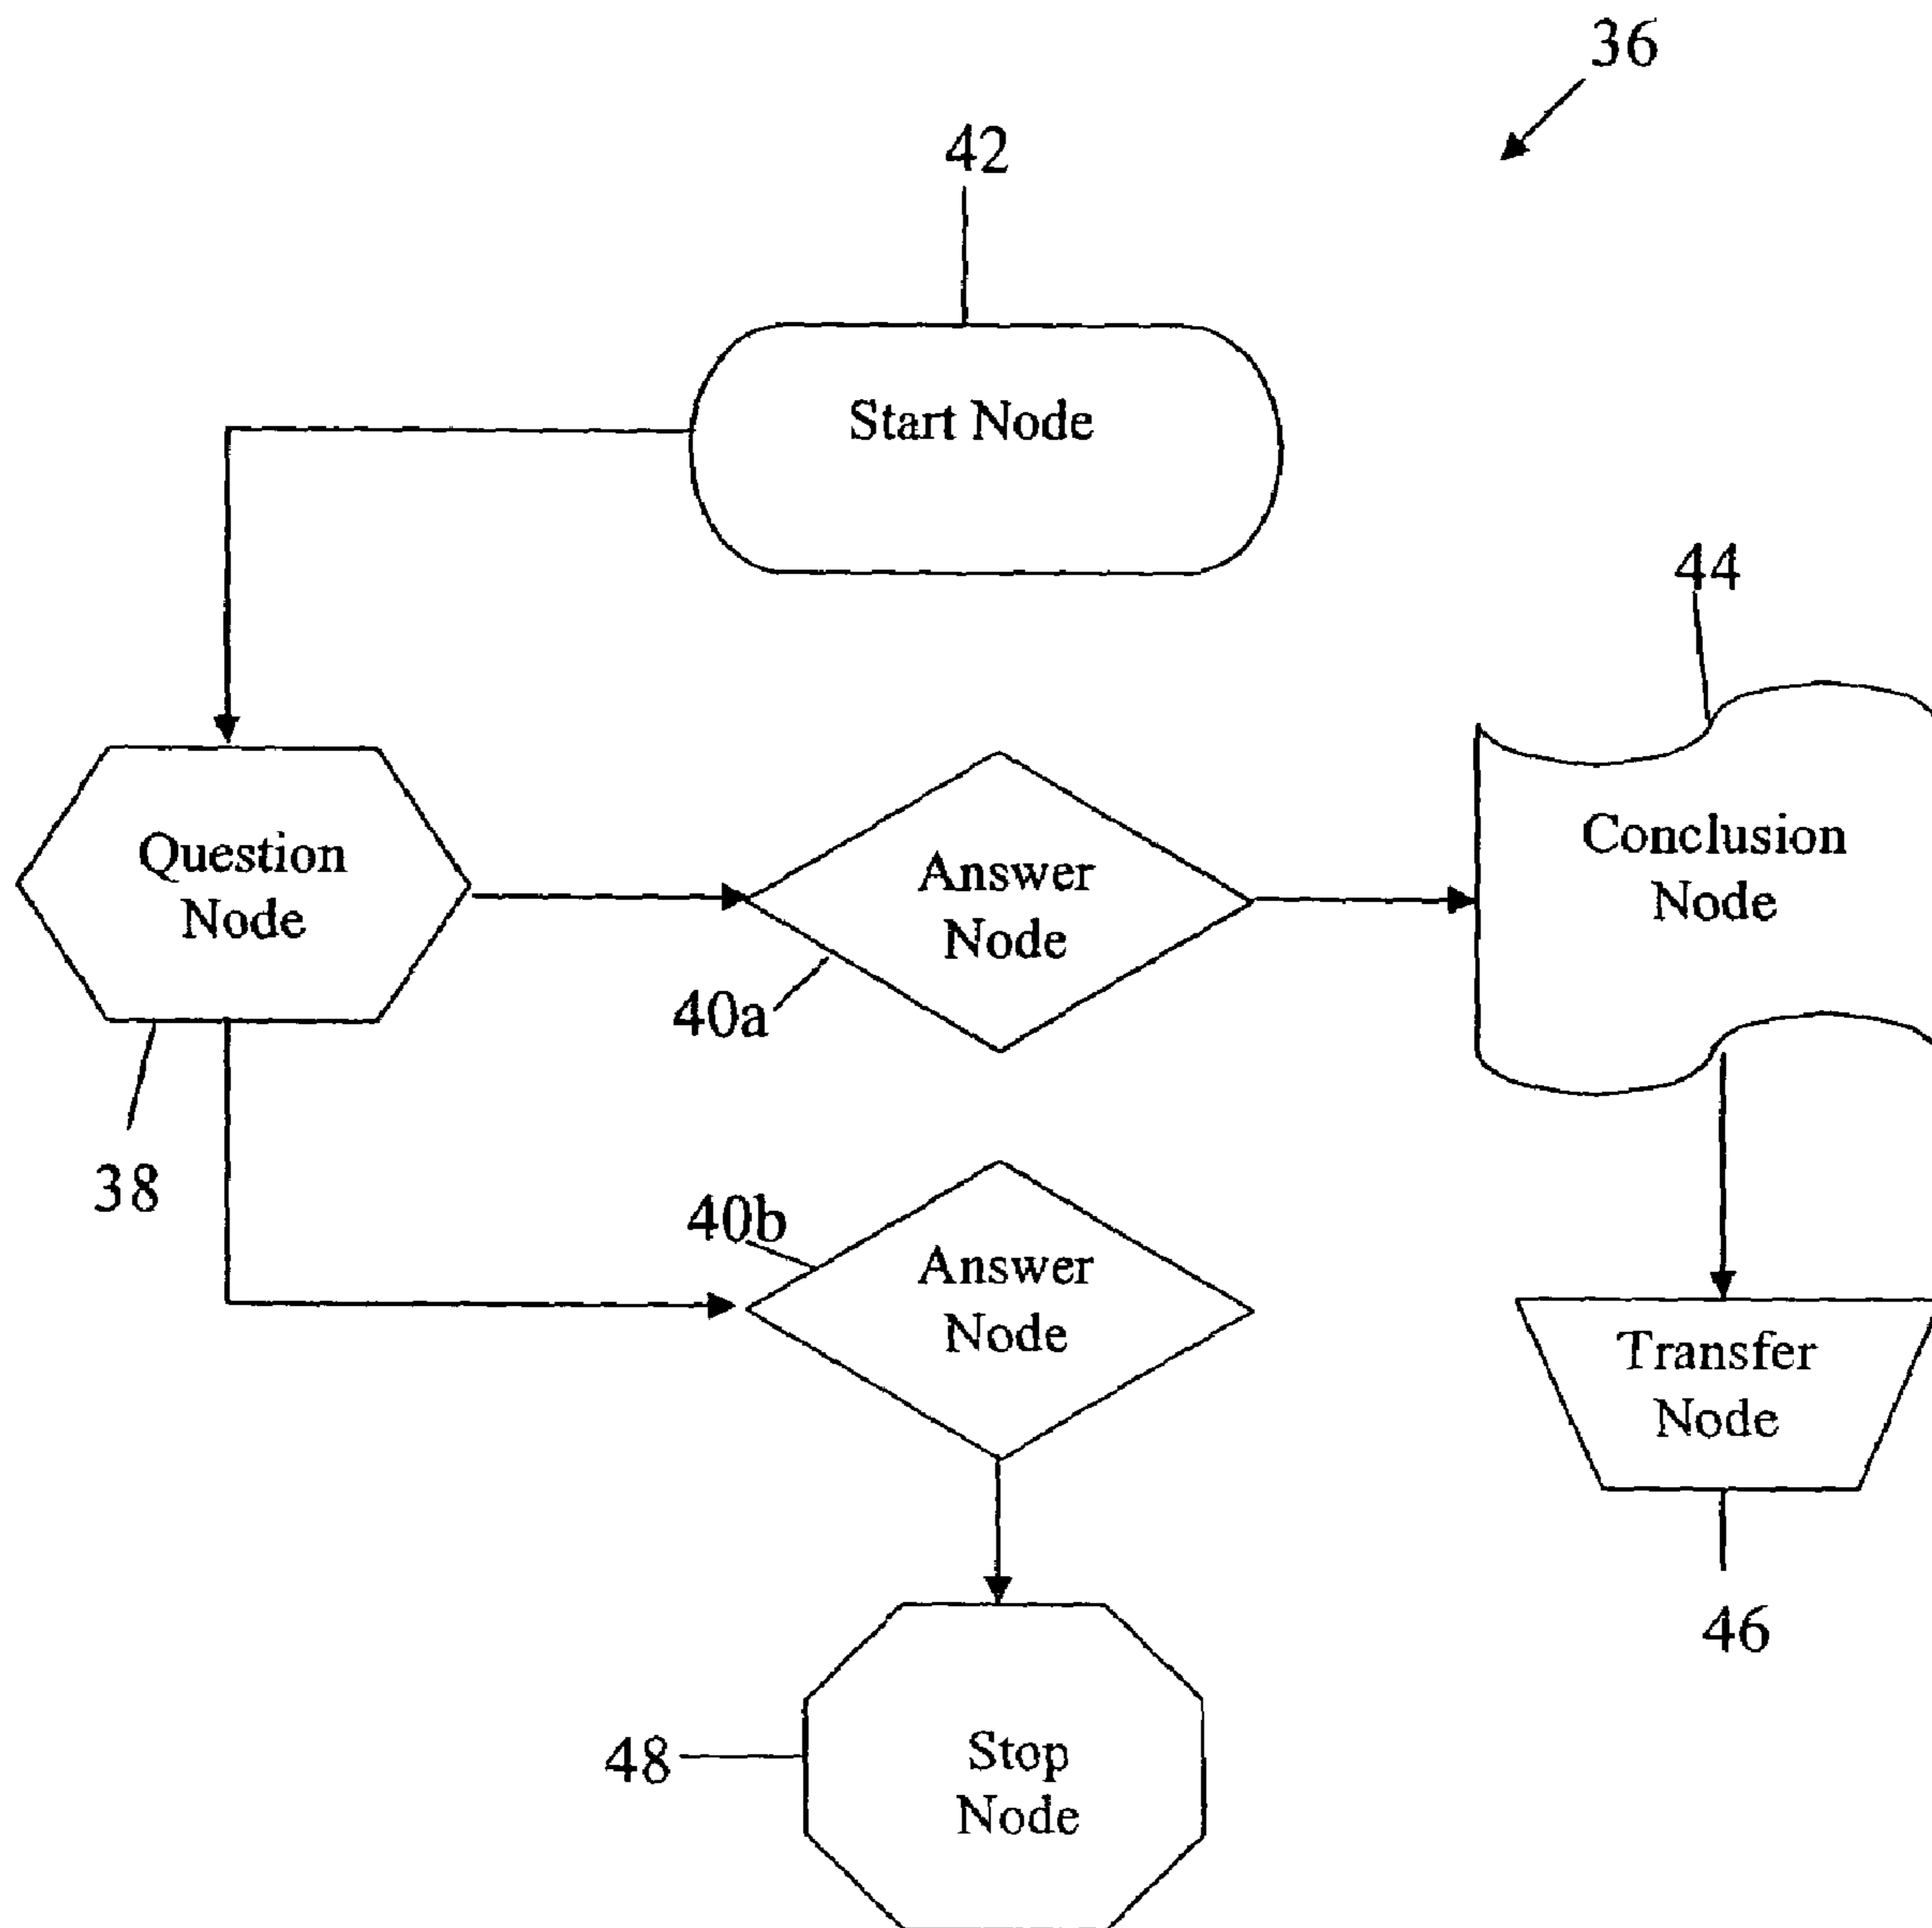 36
42
Start Node
44
Question
Node
Answer
Node
Conclusion
Node
40a
38
40b
Answer
Node
Transfer
Node
46
48
Stop
Node